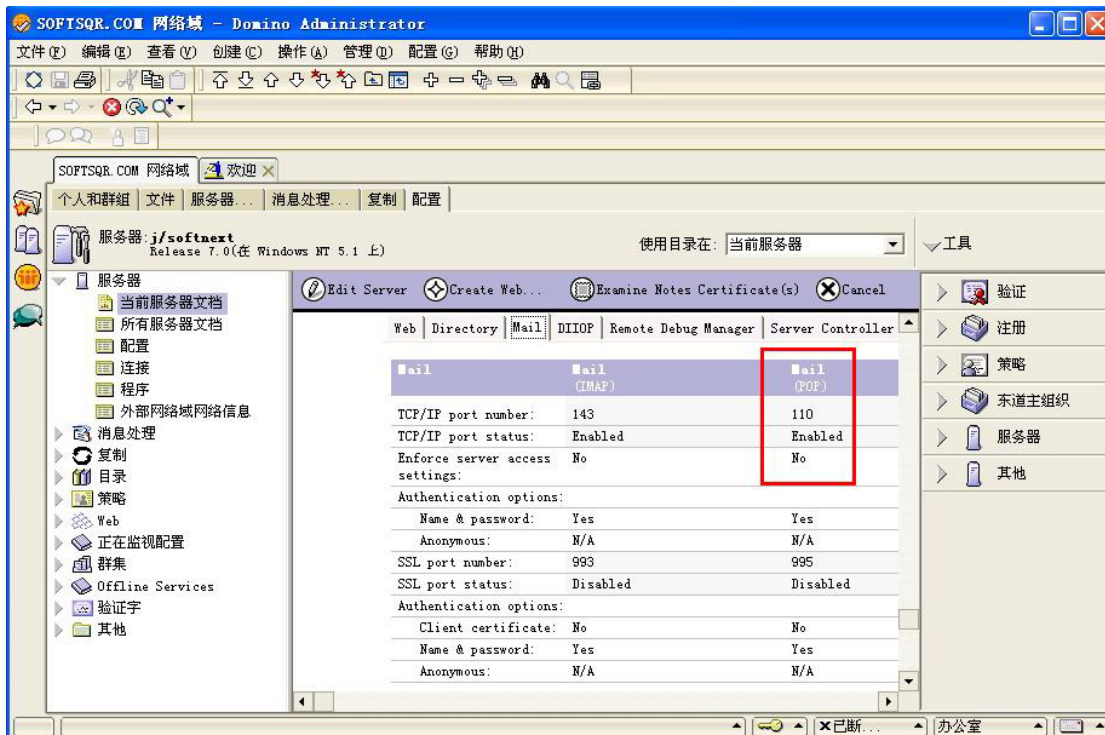 SOFTSQR.COM 网络域 - Domino Administrator
文件(F) 编辑(E) 查看(V) 创建(C) 操作(A) 管理(D) 配置(G) 帮助(H)
SOFTSQR.COM 网络域 欢迎
个人和群组 文件 服务器... 消息处理... 复制 配置
服务器: j/softnext
Release 7.0(在 Windows NT 5.1 上)
使用目录在: 当前服务器
工具
服务器
当前服务器文档
所有服务器文档
配置
连接
程序
外部网络域网络信息
消息处理
复制
目录
策略
Web
正在监视配置
群集
Offline Services
验证字
其他
Edit Server Create Web... Examine Notes Certificate(s) Cancel
Web Directory Mail DIIOP Remote Debug Manager Server Controller
Mail Mail Mail
(IMAP) (POP)
TCP/IP port number: 143 110
TCP/IP port status: Enabled Enabled
Enforce server access No No
settings:
Authentication options:
Name & password: Yes Yes
Anonymous: N/A N/A
SSL port number: 993 995
SSL port status: Disabled Disabled
Authentication options:
Client certificate: No No
Name & password: Yes Yes
Anonymous: N/A N/A
验证
注册
策略
东道主组织
服务器
其他
已断... 办公室